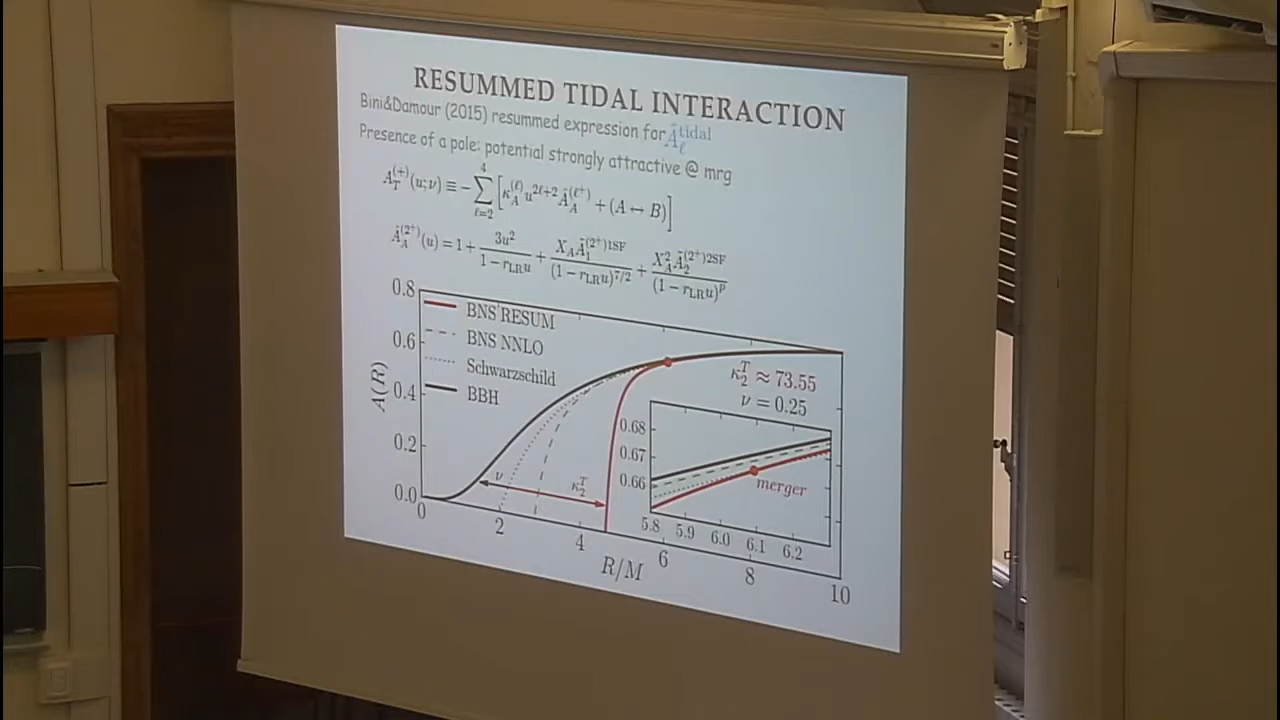 RESUMMED TIDAL INTERACTION
Bini&Damour (2015) resummed expression for Â_ℓ^tidal
Presence of a pole: potential strongly attractive @ mrg
A_T^(+)(u;ν) ≡ −∑_{ℓ=2}^{4} [κ_A^(ℓ) u^{2ℓ+2} Â_A^(ℓ+) + (A ↔ B)]
Â_A^(2+)(u) = 1 + 3u²/(1 − r_LR u) + X_A Ã_1^(2+)1SF/(1 − r_LR u)^{7/2} + X_A² Ã_2^(2+)2SF/(1 − r_LR u)^p
0.8
0.6
0.4
0.2
0.0
A(R)
BNS RESUM
BNS NNLO
Schwarzschild
BBH
κ_2^T ≈ 73.55
ν = 0.25
0.68
0.67
0.66
merger
5.8 5.9 6.0 6.1 6.2
ν
κ_2^T
0 2 4 6 8 10
R/M